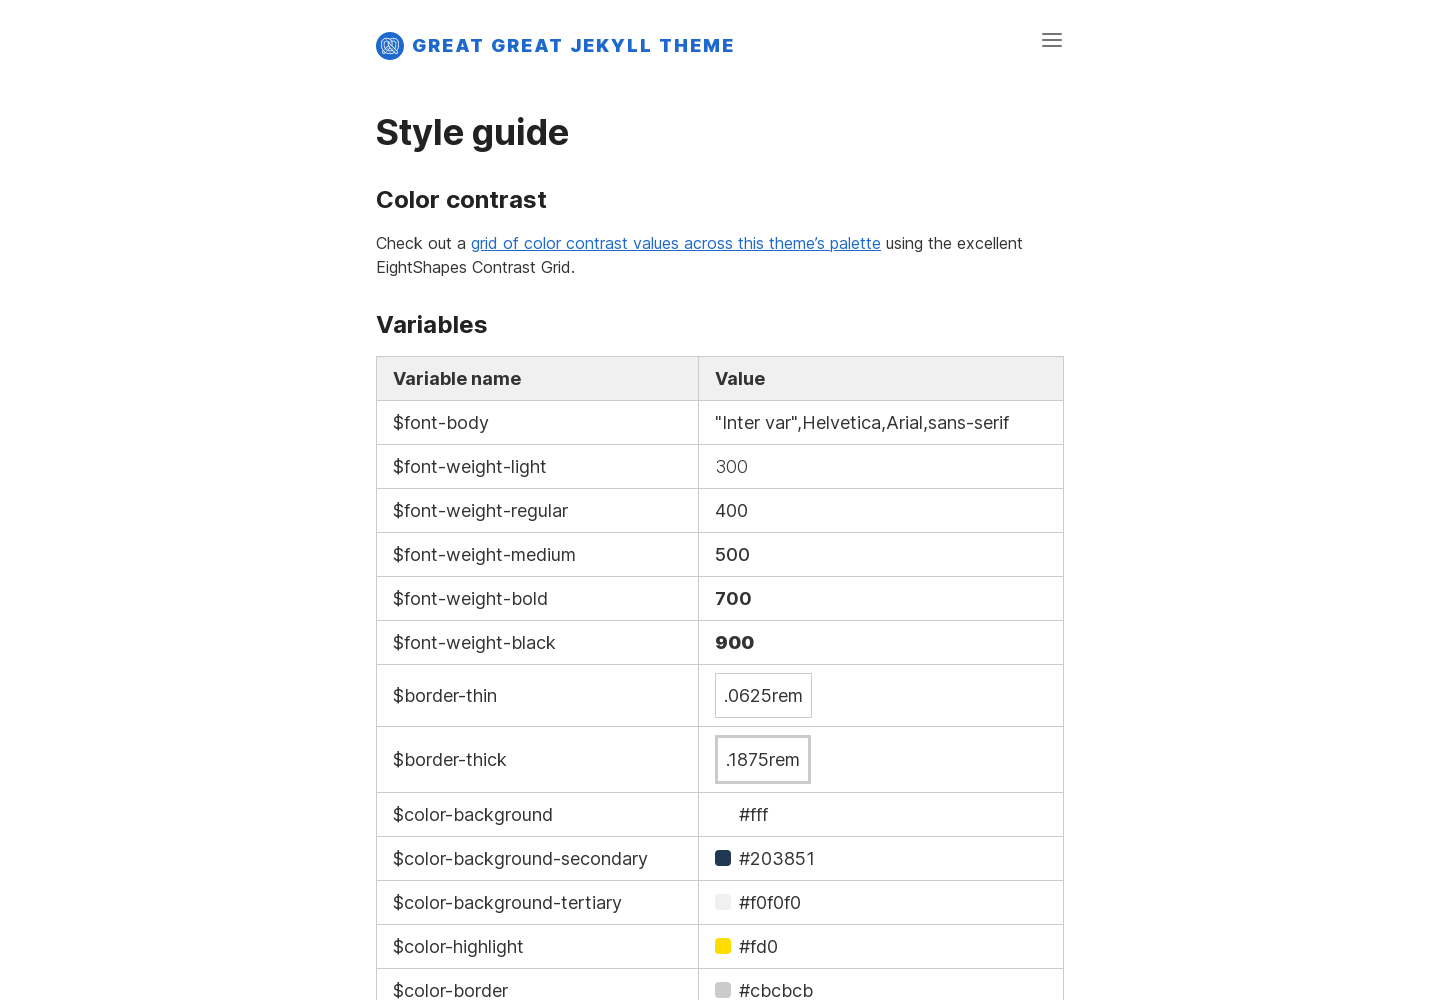 GREAT GREAT JEKYLL THEME
Style guide
Color contrast
Check out a grid of color contrast values across this theme’s palette using the excellent
EightShapes Contrast Grid.
Variables
Variable name Value
$font-body "Inter var",Helvetica,Arial,sans-serif
$font-weight-light 300
$font-weight-regular 400
$font-weight-medium 500
$font-weight-bold 700
$font-weight-black 900
$border-thin .0625rem
$border-thick .1875rem
$color-background #fff
$color-background-secondary #203851
$color-background-tertiary #f0f0f0
$color-highlight #fd0
$color-border #cbcbcb